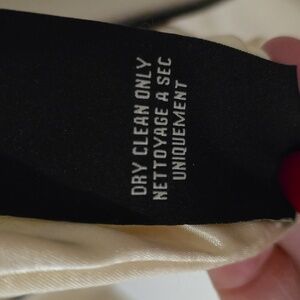 DRY CLEAN ONLY
NETTOYAGE A SEC
UNIQUEMENT